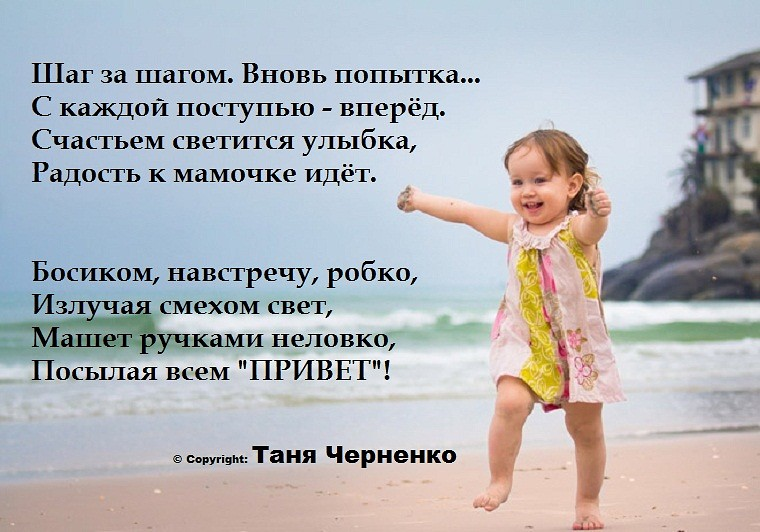 Шаг за шагом. Вновь попытка...
С каждой поступью - вперёд.
Счастьем светится улыбка,
Радость к мамочке идёт.
Босиком, навстречу, робко,
Излучая смехом свет,
Машет ручками неловко,
Посылая всем "ПРИВЕТ"!
© Copyright: Таня Черненко